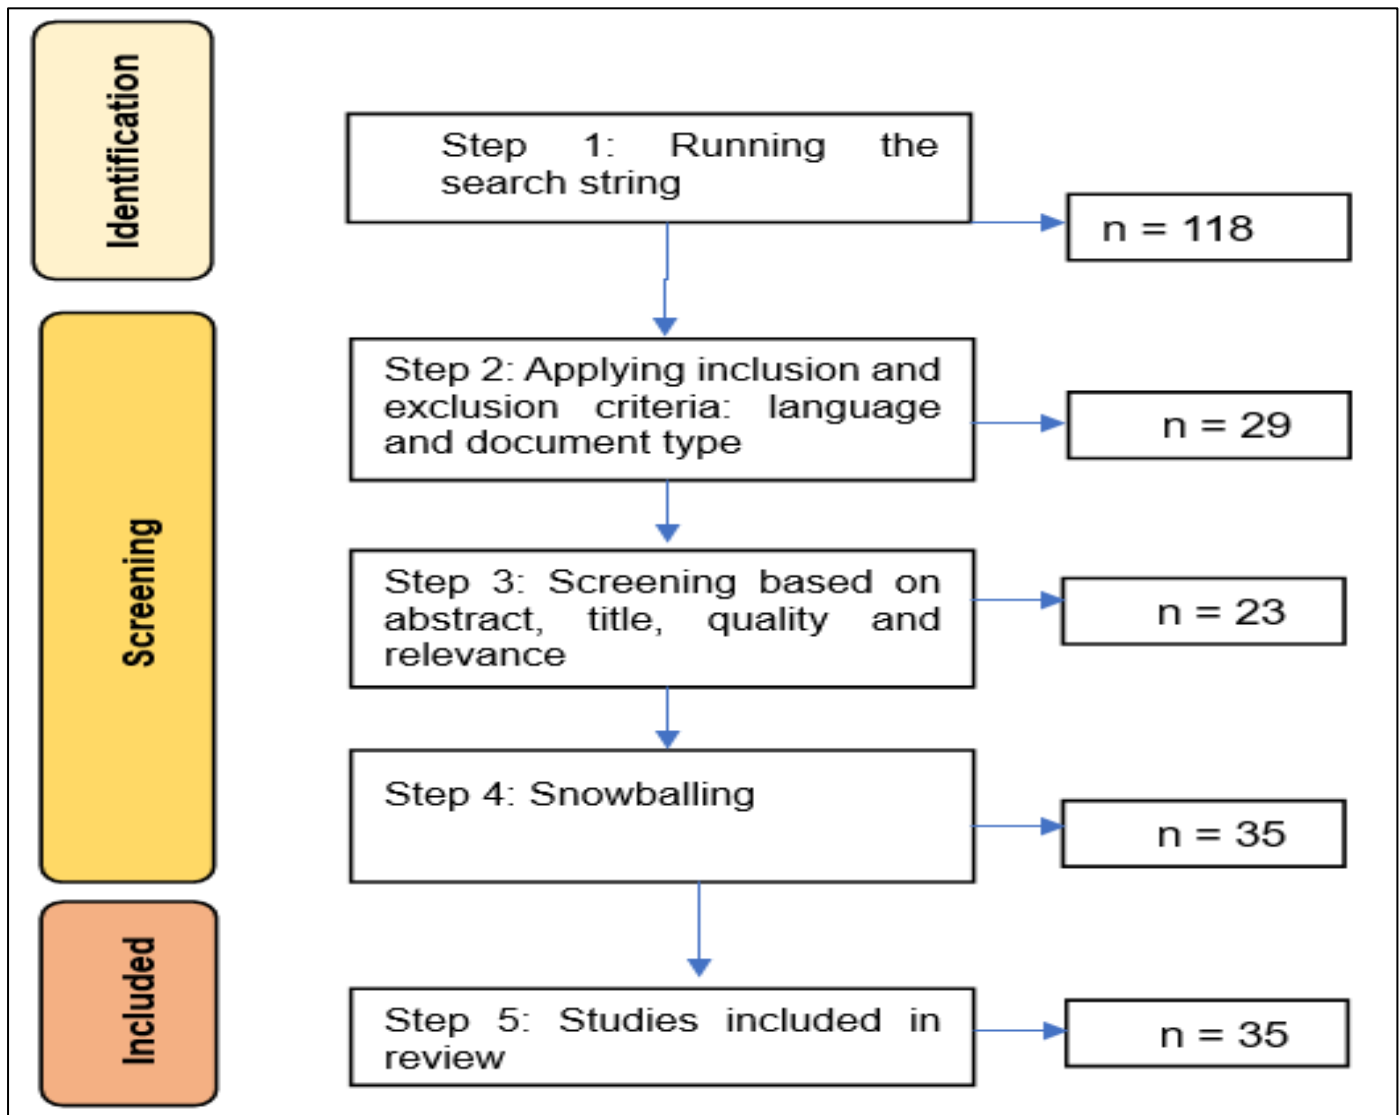 Identification
Step 1: Running the
search string
n = 118
Screening
Step 2: Applying inclusion and
exclusion criteria: language
and document type
n = 29
Step 3: Screening based on
abstract, title, quality and
relevance
n = 23
Step 4: Snowballing
n = 35
Included
Step 5: Studies included in
review
n = 35